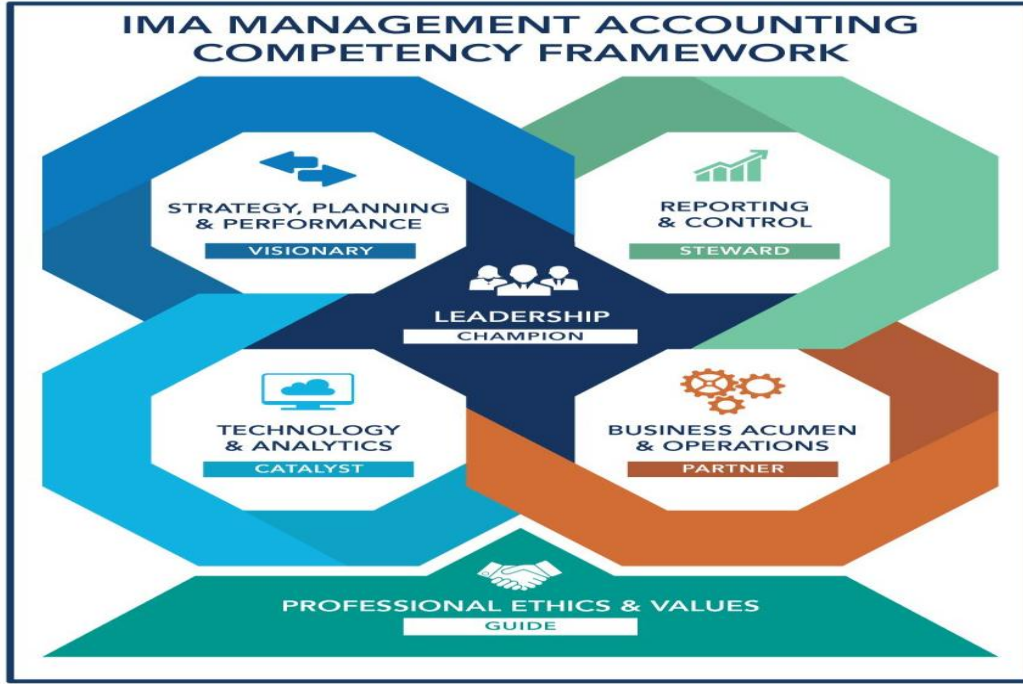 IMA MANAGEMENT ACCOUNTING
COMPETENCY FRAMEWORK
STRATEGY, PLANNING
& PERFORMANCE
VISIONARY
REPORTING
& CONTROL
STEWARD
LEADERSHIP
CHAMPION
TECHNOLOGY
& ANALYTICS
CATALYST
BUSINESS ACUMEN
& OPERATIONS
PARTNER
PROFESSIONAL ETHICS & VALUES
GUIDE